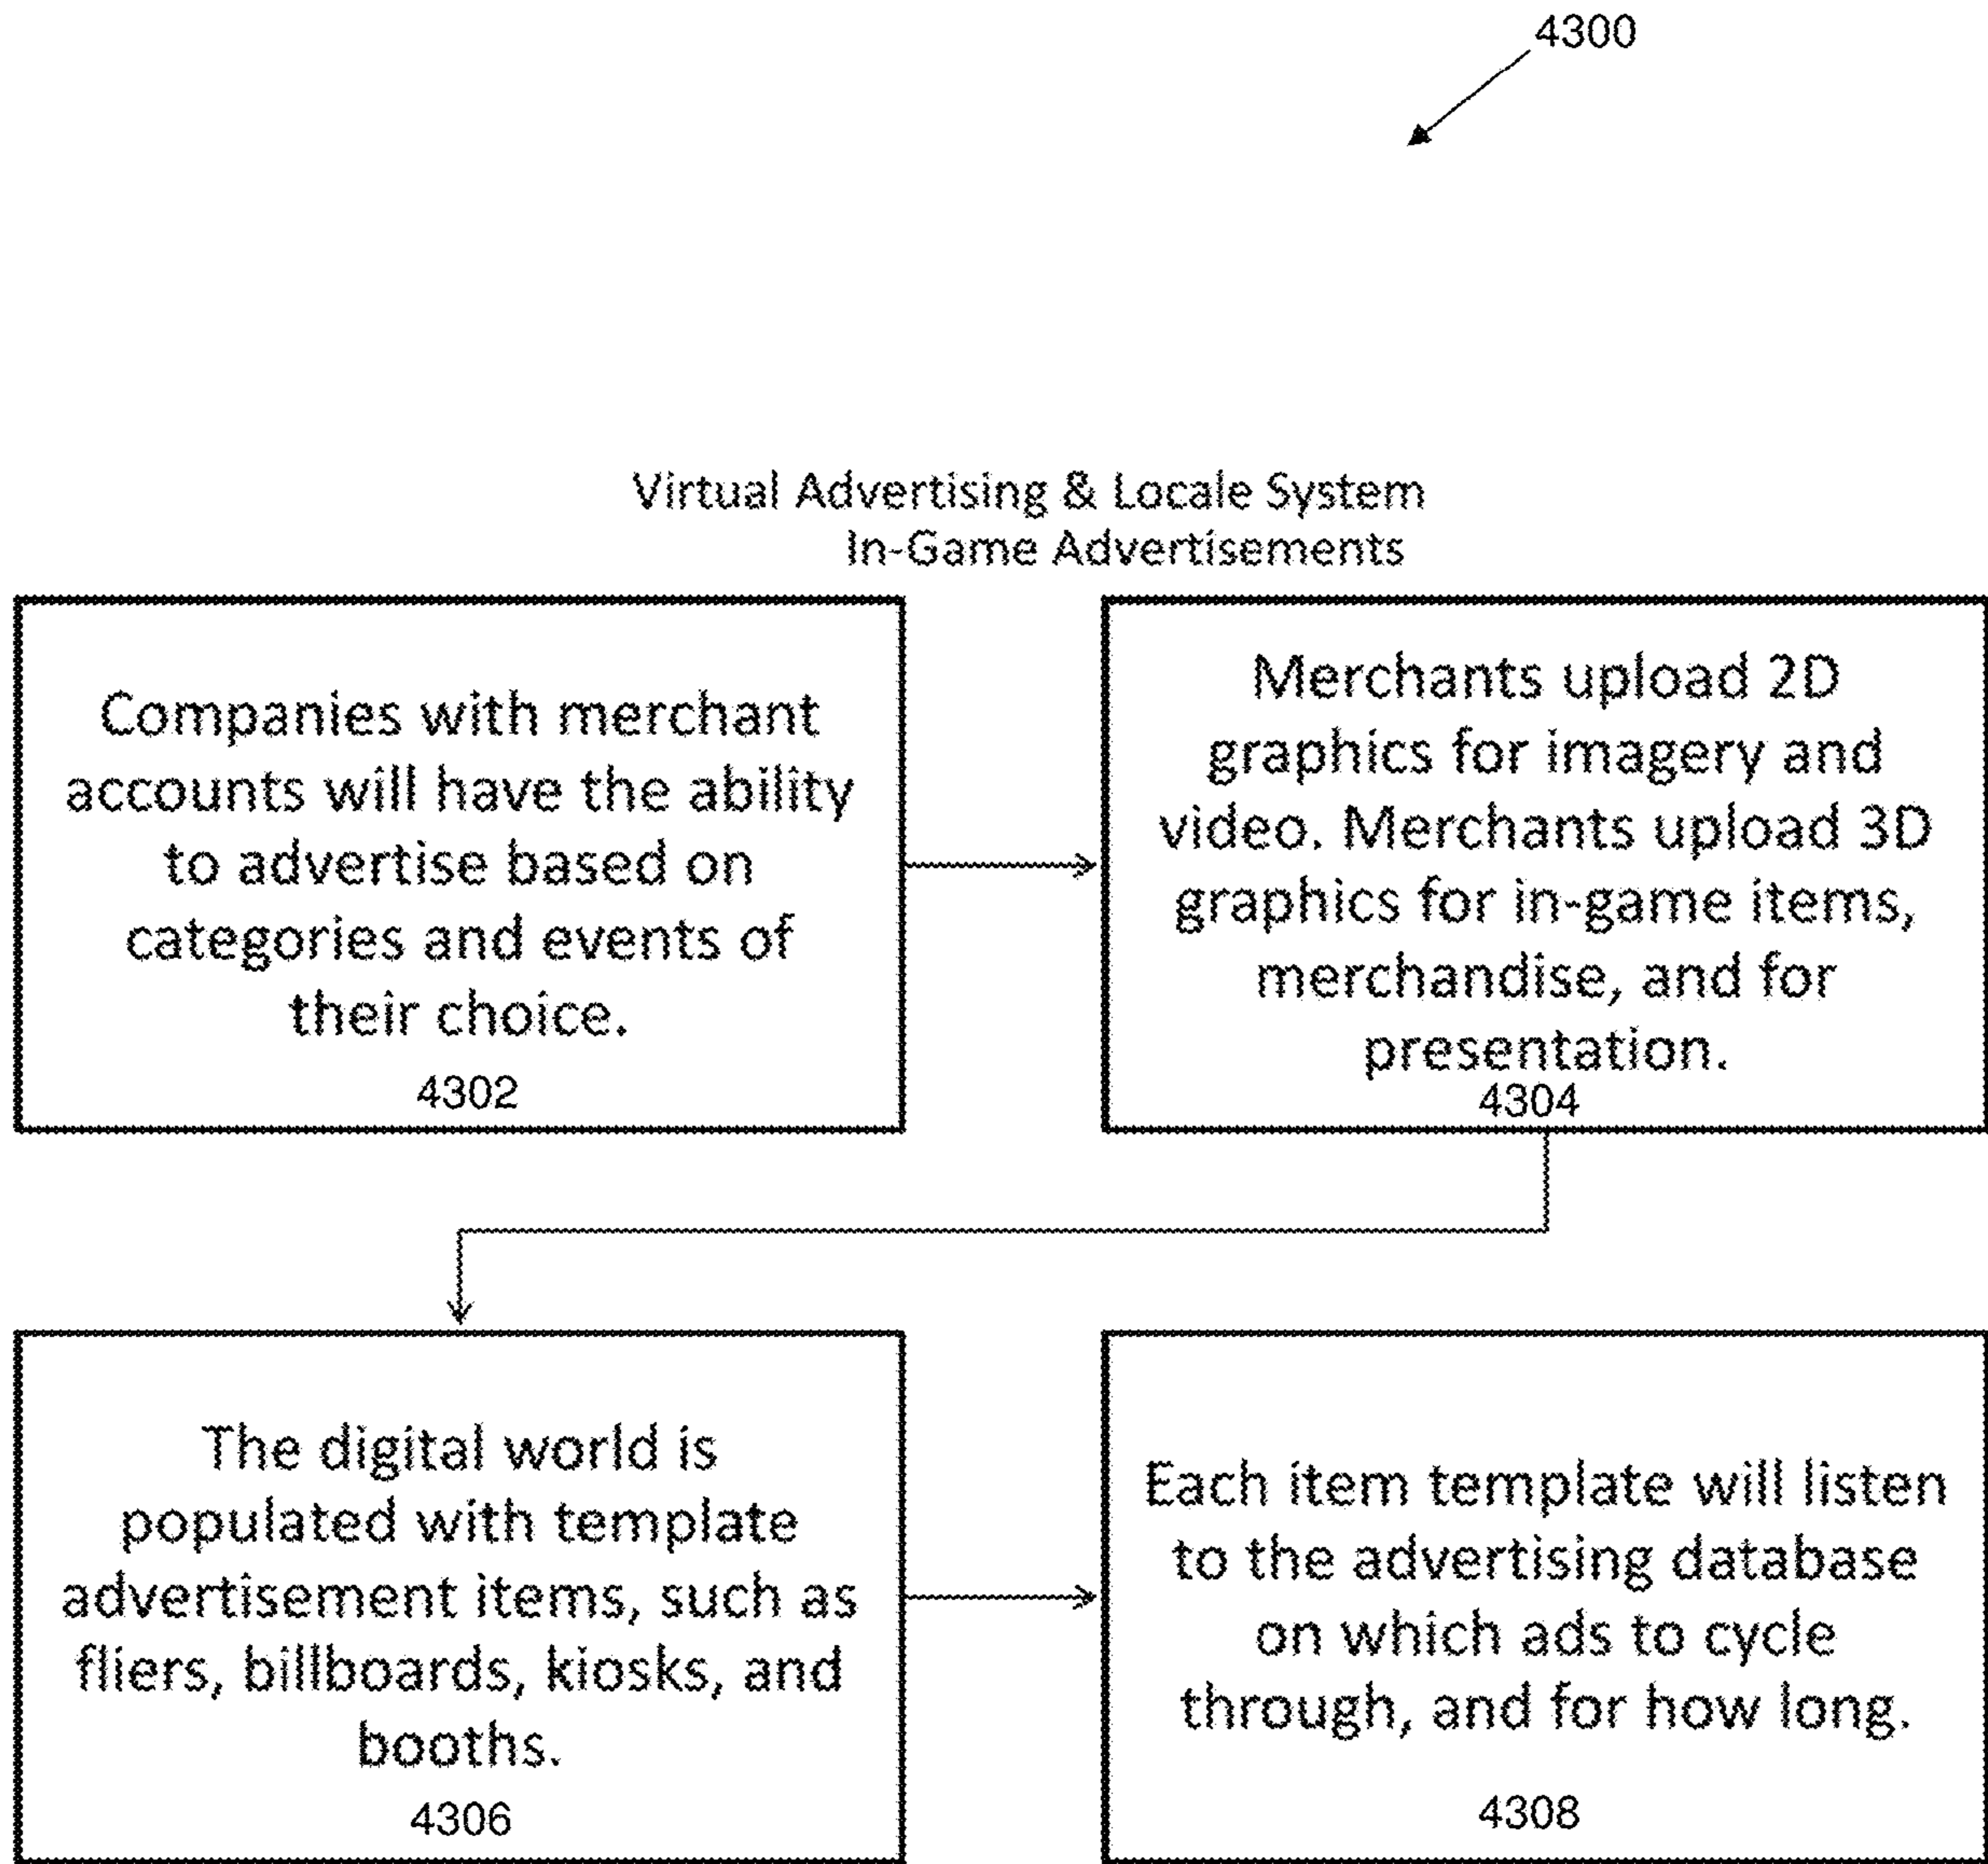 4300
Virtual Advertising & Locale System
In-Game Advertisements
Companies with merchant
accounts will have the ability
to advertise based on
categories and events of
their choice.
4302
Merchants upload 2D
graphics for imagery and
video. Merchants upload 3D
graphics for in-game items,
merchandise, and for
presentation.
4304
The digital world is
populated with template
advertisement items, such as
fliers, billboards, kiosks, and
booths.
4306
Each item template will listen
to the advertising database
on which ads to cycle
through, and for how long.
4308